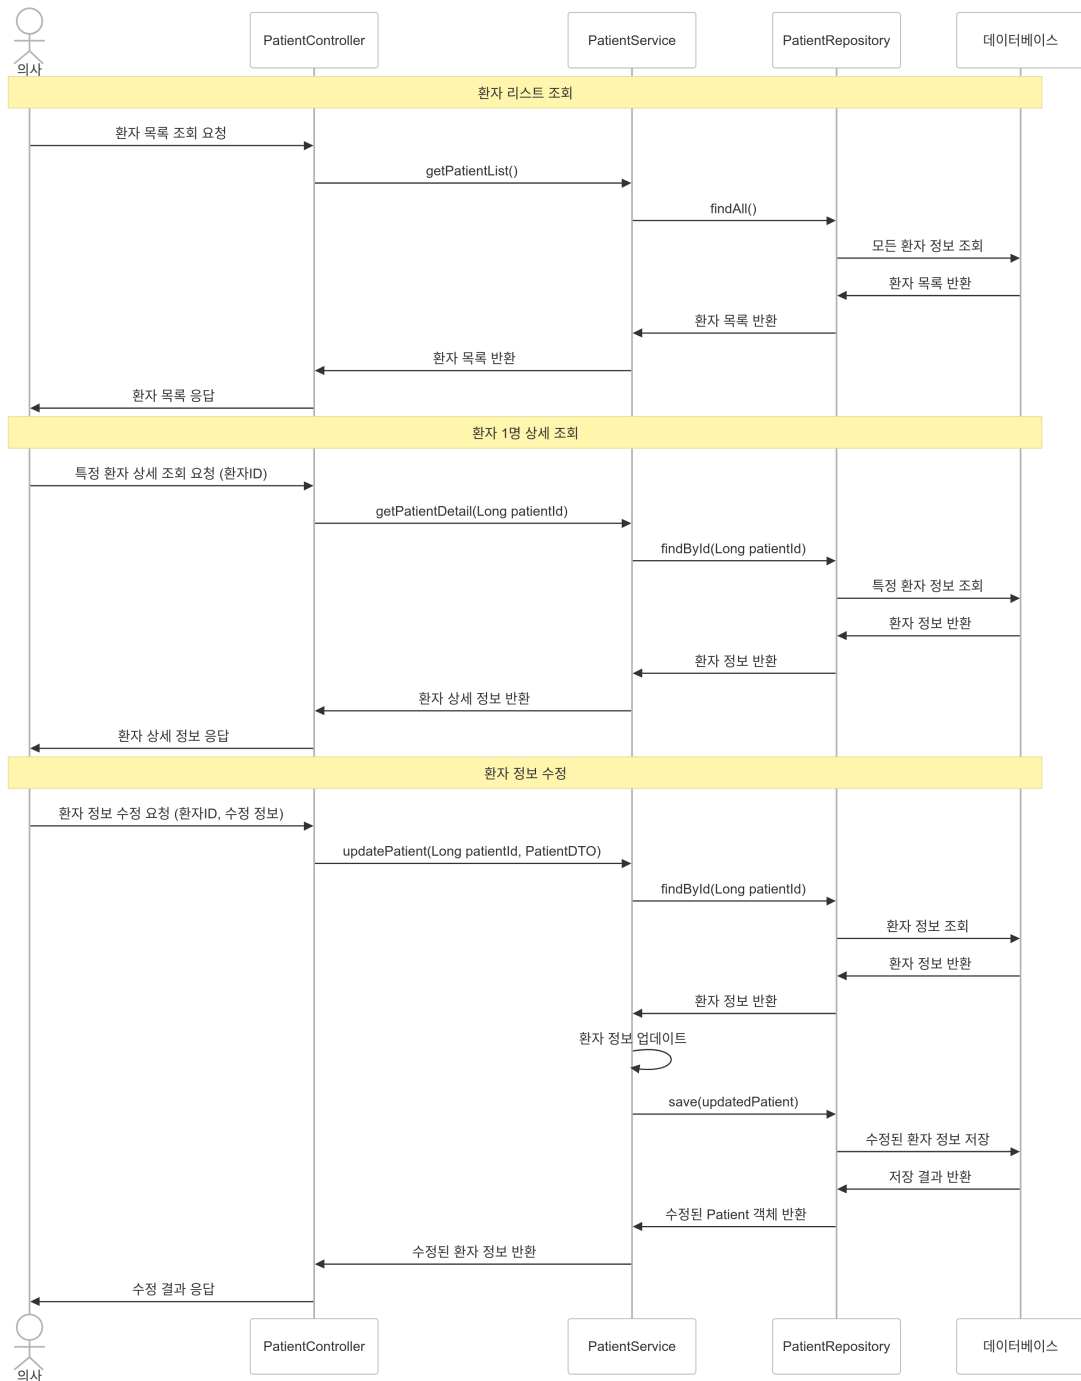 PatientController
PatientService
PatientRepository
데이터베이스
의사
환자 리스트 조회
환자 목록 조회 요청
getPatientList()
findAll()
모든 환자 정보 조회
환자 목록 반환
환자 목록 반환
환자 목록 반환
환자 목록 응답
환자 1명 상세 조회
특정 환자 상세 조회 요청 (환자ID)
getPatientDetail(Long patientId)
findById(Long patientId)
특정 환자 정보 조회
환자 정보 반환
환자 정보 반환
환자 상세 정보 반환
환자 상세 정보 응답
환자 정보 수정
환자 정보 수정 요청 (환자ID, 수정 정보)
updatePatient(Long patientId, PatientDTO)
findById(Long patientId)
환자 정보 조회
환자 정보 반환
환자 정보 반환
환자 정보 업데이트
save(updatedPatient)
수정된 환자 정보 저장
저장 결과 반환
수정된 Patient 객체 반환
수정된 환자 정보 반환
수정 결과 응답
PatientController
PatientService
PatientRepository
데이터베이스
의사